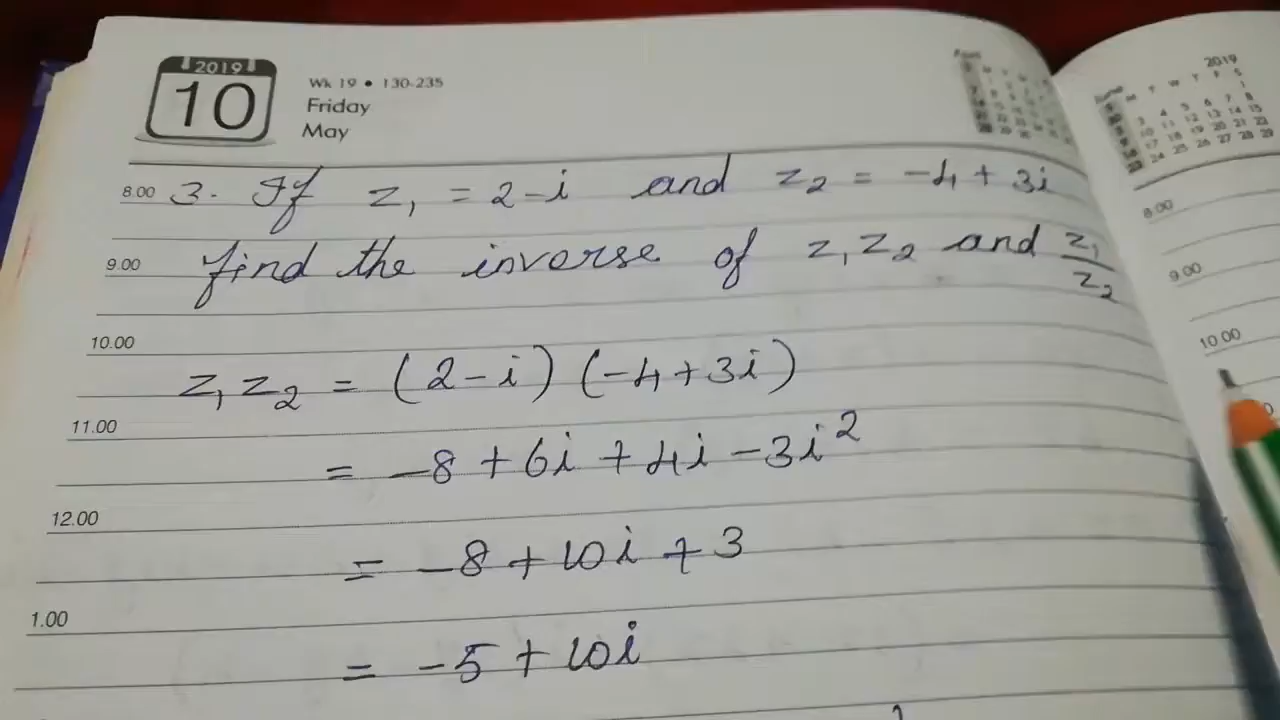 2019
10
Wk 19 • 130-235
Friday
May
8.00 3. If z₁ = 2-i and z₂ = -4+3i
9.00 find the inverse of z₁z₂ and z₁/z₂
10.00
z₁z₂ = (2-i) (-4+3i)
11.00
= -8+6i+4i-3i²
12.00
= -8+10i+3
1.00
= -5+10i
2019
8.00
9.00
10.00